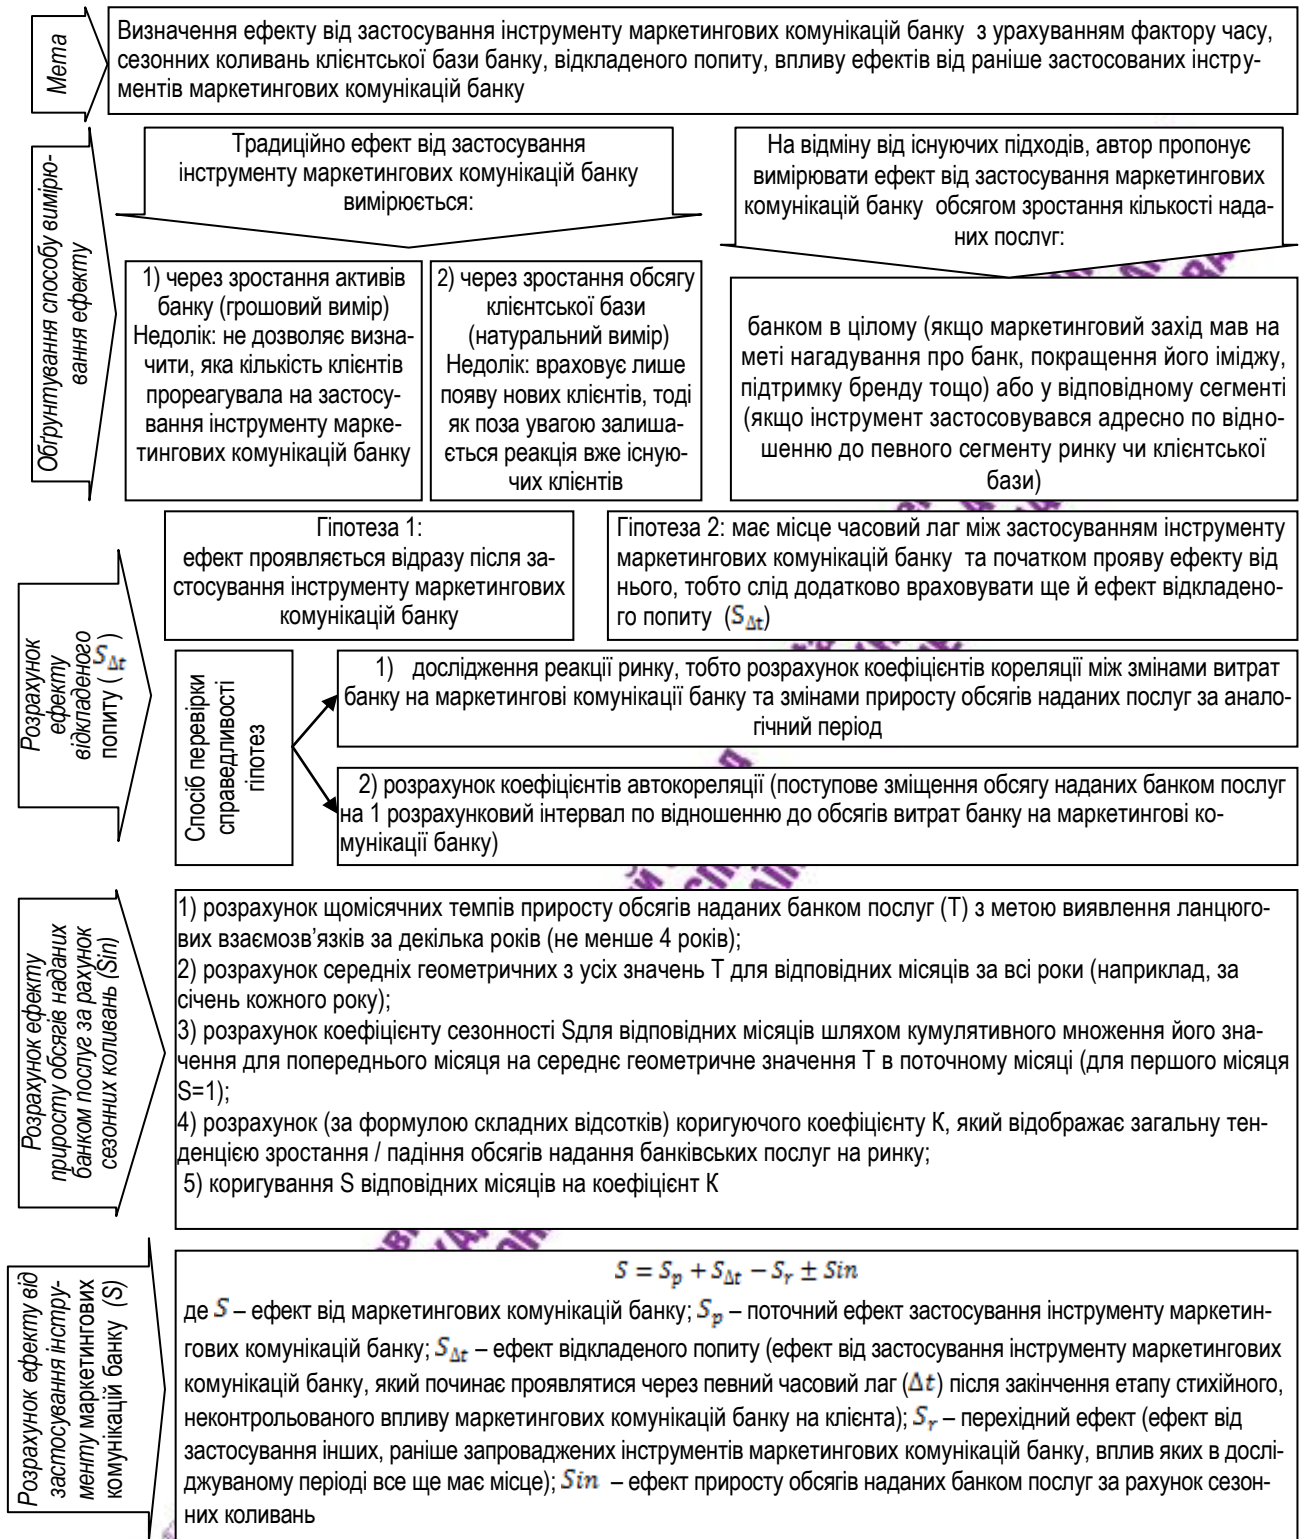 Мета
Визначення ефекту від застосування інструменту маркетингових комунікацій банку з урахуванням фактору часу,
сезонних коливань клієнтської бази банку, відкладеного попиту, впливу ефектів від раніше застосованих інстру-
ментів маркетингових комунікацій банку
Обґрунтування способу вимірю-
вання ефекту
Традиційно ефект від застосування
інструменту маркетингових комунікацій банку
вимірюється:
1) через зростання активів
банку (грошовий вимір)
Недолік: не дозволяє визна-
чити, яка кількість клієнтів
прореагувала на застосу-
вання інструменту марке-
тингових комунікацій банку
2) через зростання обсягу
клієнтської бази
(натуральний вимір)
Недолік: враховує лише
появу нових клієнтів, тоді
як поза увагою залиша-
ється реакція вже існую-
чих клієнтів
На відміну від існуючих підходів, автор пропонує
вимірювати ефект від застосування маркетингових
комунікацій банку обсягом зростання кількості нада-
них послуг:
банком в цілому (якщо маркетинговий захід мав на
меті нагадування про банк, покращення його іміджу,
підтримку бренду тощо) або у відповідному сегменті
(якщо інструмент застосовувався адресно по відно-
шенню до певного сегменту ринку чи клієнтської
бази)
Розрахунок
ефекту
відкладеного
попиту (S_Δt)
Гіпотеза 1:
ефект проявляється відразу після за-
стосування інструменту маркетингових
комунікацій банку
Гіпотеза 2: має місце часовий лаг між застосуванням інструменту
маркетингових комунікацій банку та початком прояву ефекту від
нього, тобто слід додатково враховувати ще й ефект відкладено-
го попиту (S_Δt)
Спосіб перевірки
справедливості
гіпотез
1) дослідження реакції ринку, тобто розрахунок коефіцієнтів кореляції між змінами витрат
банку на маркетингові комунікації банку та змінами приросту обсягів наданих послуг за анало-
гічний період
2) розрахунок коефіцієнтів автокореляції (поступове зміщення обсягу наданих банком послуг
на 1 розрахунковий інтервал по відношенню до обсягів витрат банку на маркетингові ко-
мунікації банку)
Розрахунок ефекту
приросту обсягів наданих
банком послуг за рахунок
сезонних коливань (Sin)
1) розрахунок щомісячних темпів приросту обсягів наданих банком послуг (Т) з метою виявлення ланцюго-
вих взаємозв'язків за декілька років (не менше 4 років);
2) розрахунок середніх геометричних з усіх значень Т для відповідних місяців за всі роки (наприклад, за
січень кожного року);
3) розрахунок коефіцієнту сезонності Sдля відповідних місяців шляхом кумулятивного множення його зна-
чення для попереднього місяця на середнє геометричне значення Т в поточному місяці (для першого місяця
S=1);
4) розрахунок (за формулою складних відсотків) коригуючого коефіцієнту К, який відображає загальну тен-
денцією зростання / падіння обсягів надання банківських послуг на ринку;
5) коригування S відповідних місяців на коефіцієнт К
Розрахунок ефекту від
застосування інстру-
менту маркетингових
комунікацій банку (S)
S = S_p + S_Δt − S_r ± Sin
де S – ефект від маркетингових комунікацій банку; S_p – поточний ефект застосування інструменту маркетин-
гових комунікацій банку; S_Δt – ефект відкладеного попиту (ефект від застосування інструменту маркетингових
комунікацій банку, який починає проявлятися через певний часовий лаг (Δt) після закінчення етапу стихійного,
неконтрольованого впливу маркетингових комунікацій банку на клієнта); S_r – перехідний ефект (ефект від
застосування інших, раніше запроваджених інструментів маркетингових комунікацій банку, вплив яких в дослі-
джуваному періоді все ще має місце); Sin – ефект приросту обсягів наданих банком послуг за рахунок сезон-
них коливань